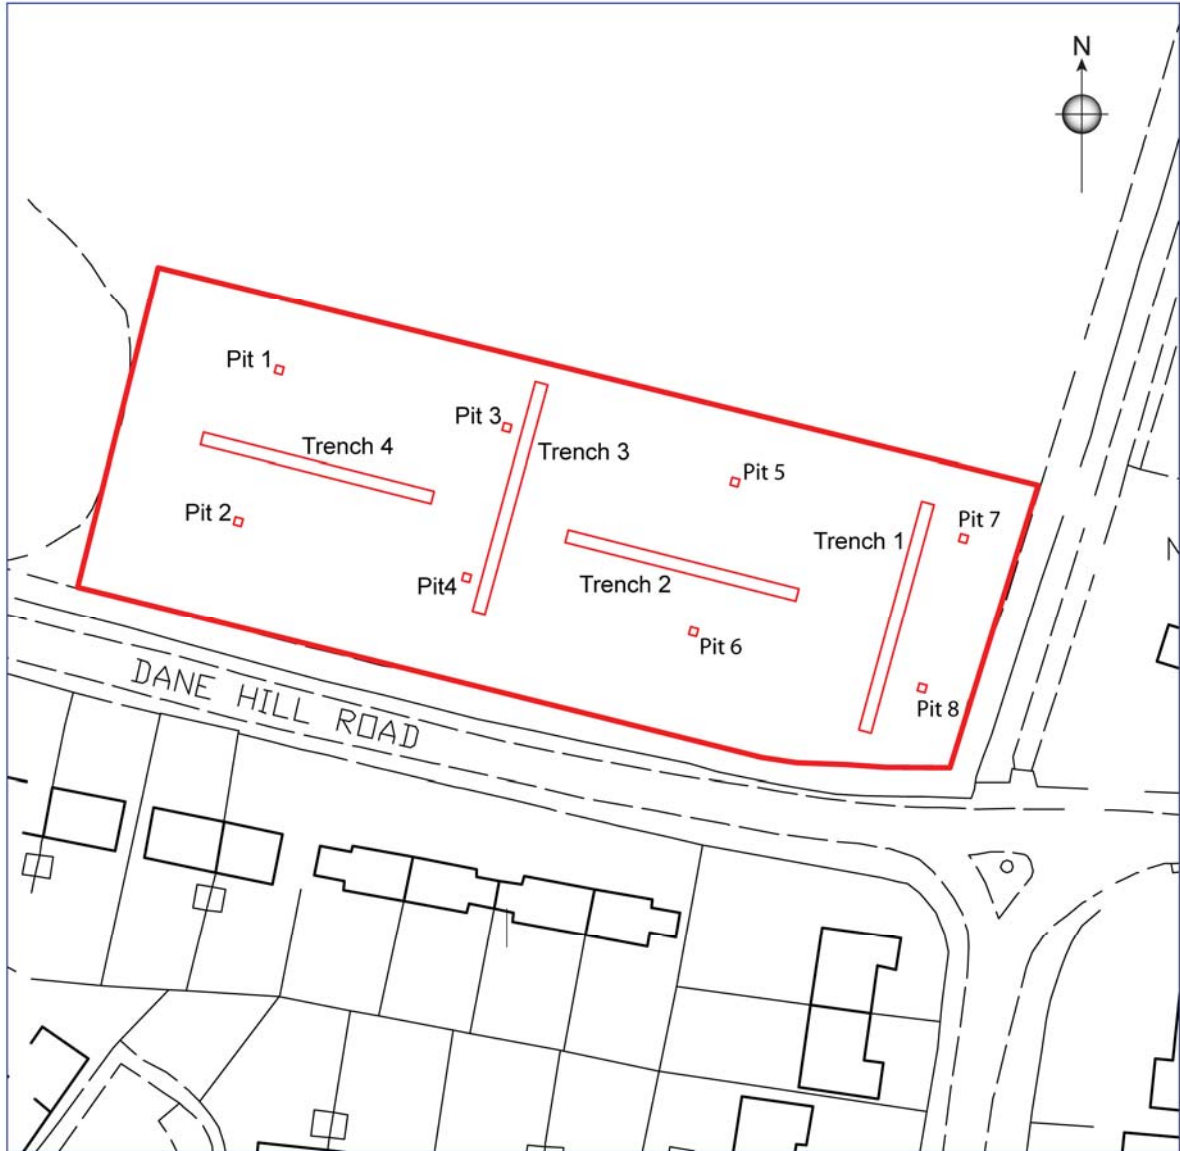 N
Pit 1
Pit 3
Trench 4
Trench 3
Pit 5
Pit 2
Pit 7
Trench 1
Pit4
Trench 2
Pit 6
DANE HILL ROAD
Pit 8